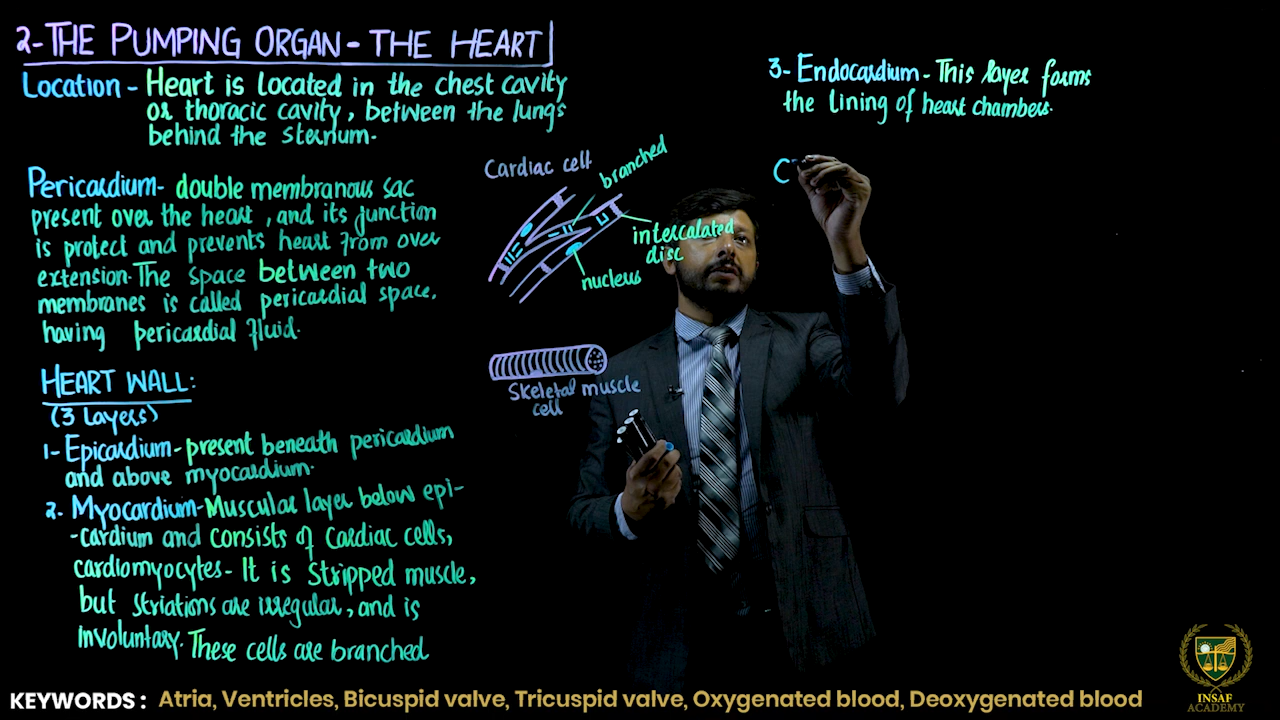 2-THE PUMPING ORGAN - THE HEART
Location - Heart is located in the chest cavity
or thoracic cavity, between the lungs
behind the sternum.
Pericardium- double membranous sac
present over the heart, and its junction
is protect and prevents heart from over
extension. The space between two
membranes is called pericardial space,
having pericardial fluid.
HEART WALL:
(3 Layers)
1- Epicardium - present beneath pericardium
and above myocardium.
2. Myocardium- Muscular layer below epi-
-cardium and consists of cardiac cells,
cardiomyocytes- It is stripped muscle,
but striations are irregular, and is
involuntary. These cells are branched
Cardiac cell
branched
intercalated
disc
nucleus
Skeletal muscle
cell
3- Endocardium - This layer forms
the lining of heart chambers.
C
KEYWORDS : Atria, Ventricles, Bicuspid valve, Tricuspid valve, Oxygenated blood, Deoxygenated blood
INSAF
ACADEMY